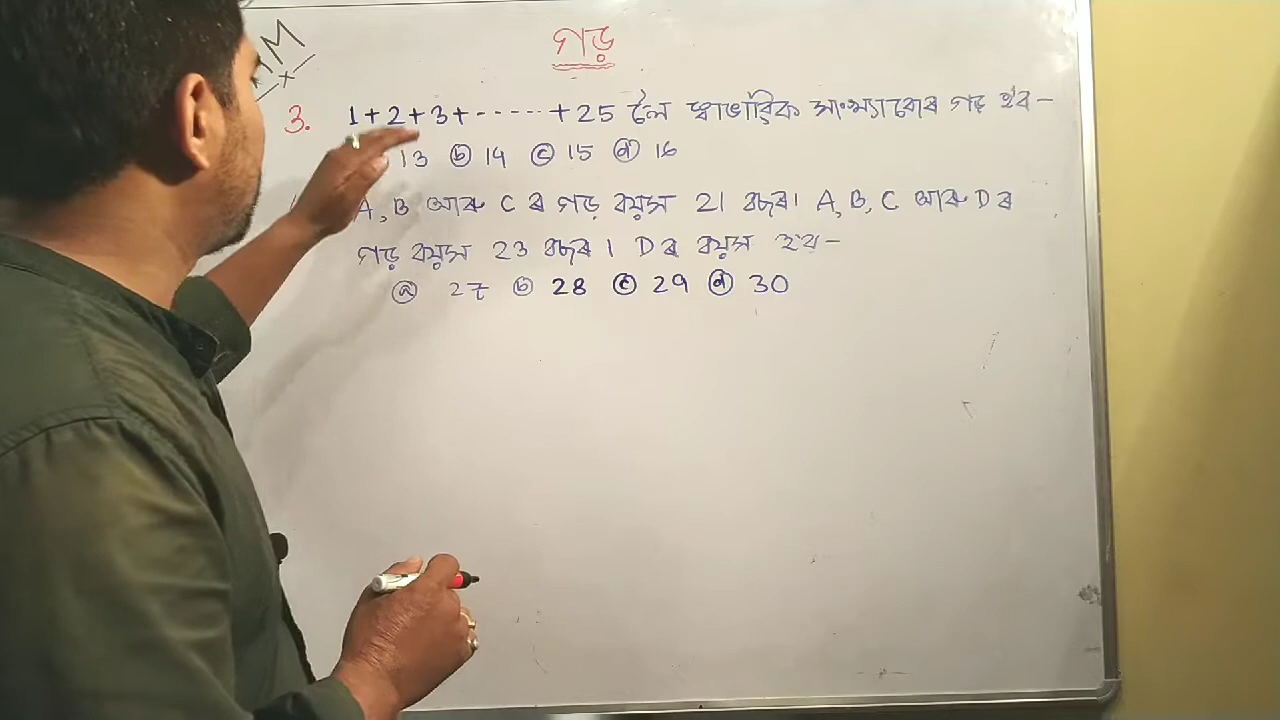 গড়
M
3. 1+2+3+------+25 লৈ স্বাভাৱিক সাংখ্যাবোৰ গড় হ'ব –
13 ⓑ 14 ⓒ 15 ⓓ 16
A, B আৰু C ৰ গড় বয়স 21 বছৰ। A, B, C আৰু D ৰ
গড় বয়স 23 বছৰ। D ৰ বয়স হ'ব –
ⓐ 27 ⓑ 28 ⓒ 29 ⓓ 30